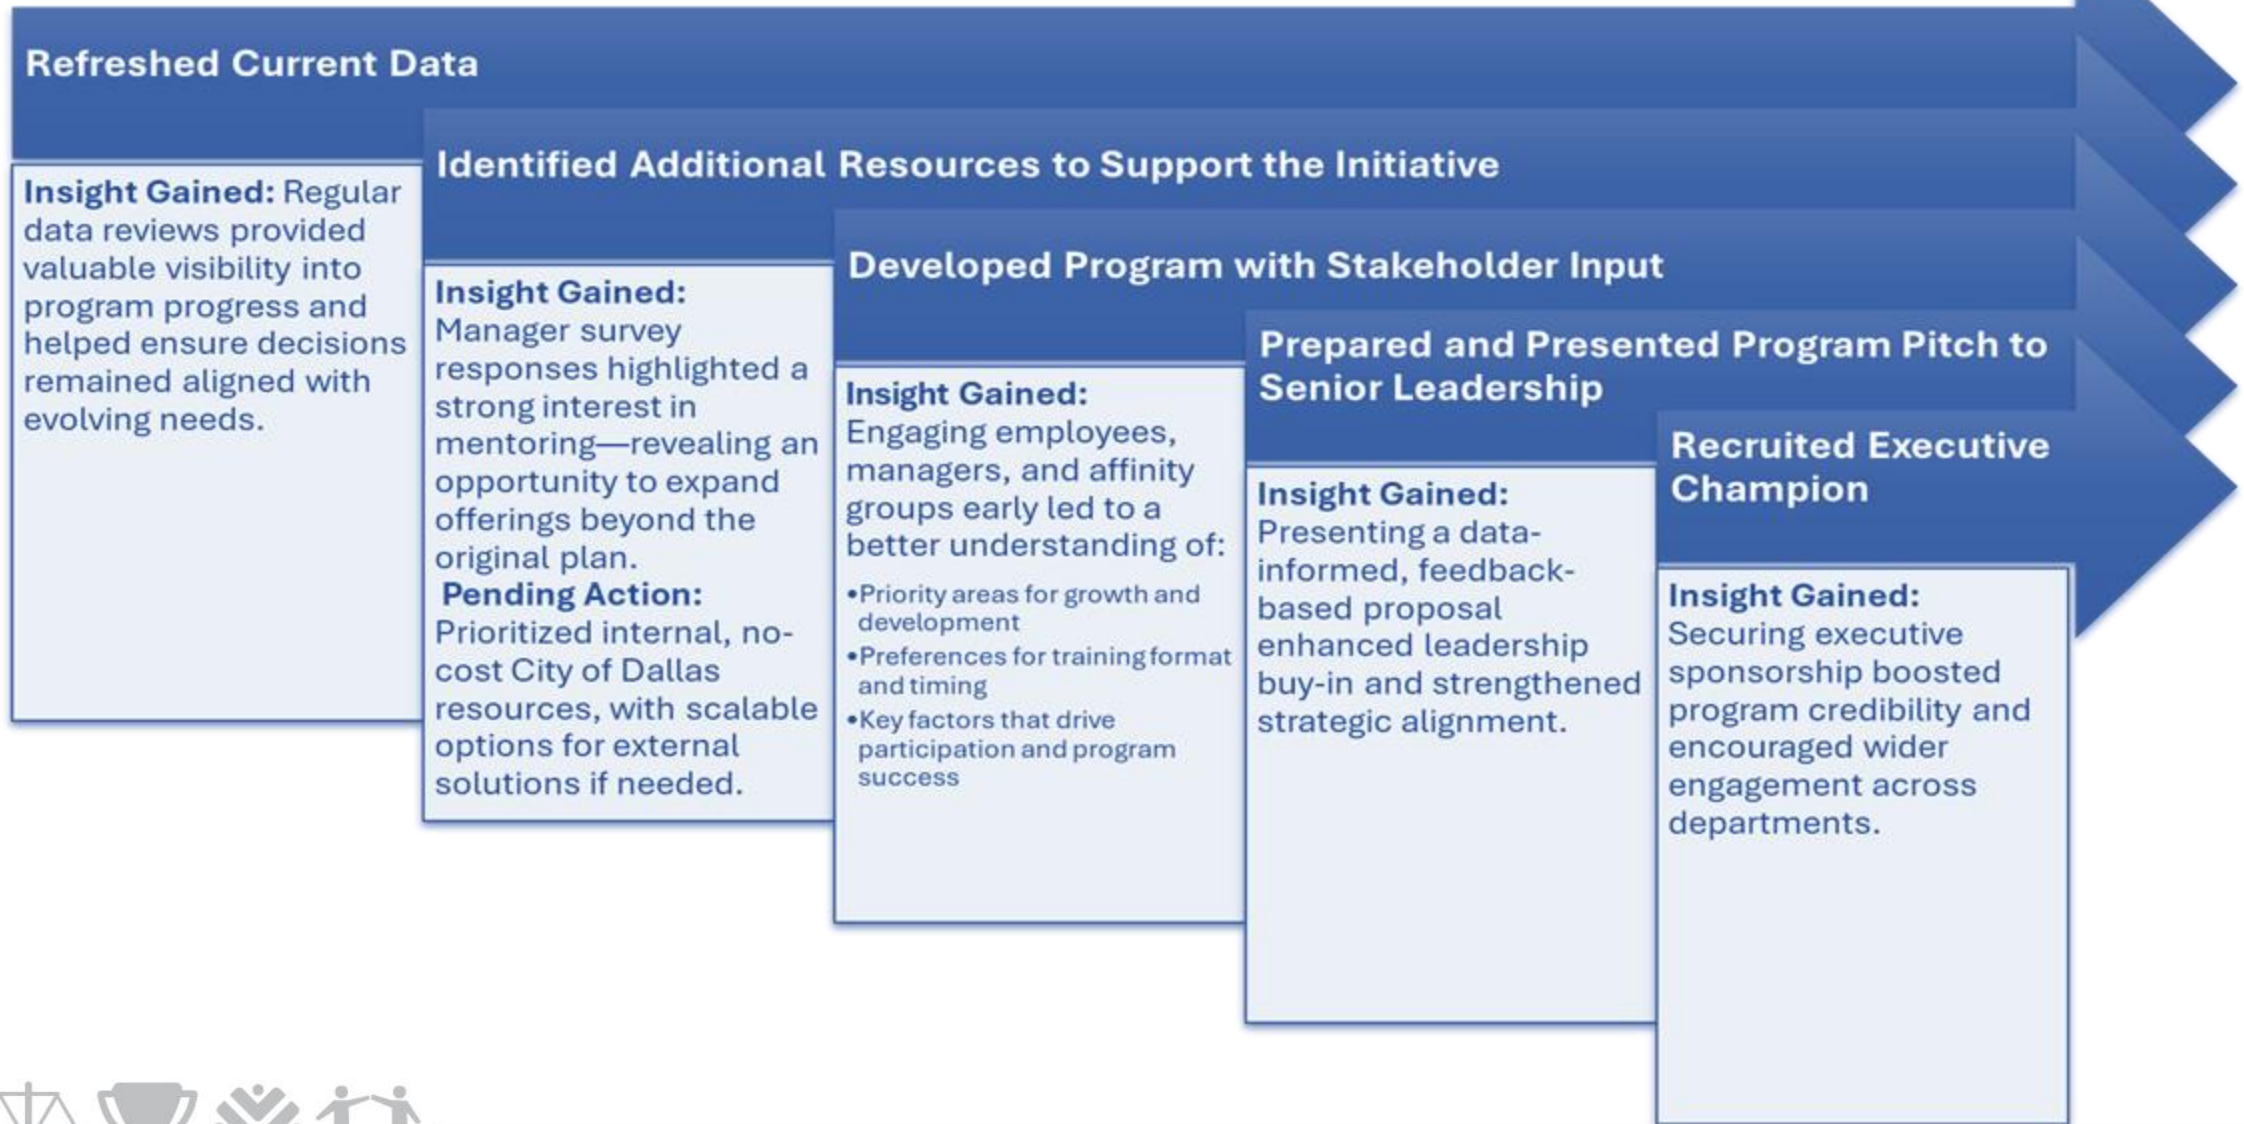 Refreshed Current Data
Insight Gained: Regular
data reviews provided
valuable visibility into
program progress and
helped ensure decisions
remained aligned with
evolving needs.
Identified Additional Resources to Support the Initiative
Insight Gained:
Manager survey
responses highlighted a
strong interest in
mentoring—revealing an
opportunity to expand
offerings beyond the
original plan.
Pending Action:
Prioritized internal, no-
cost City of Dallas
resources, with scalable
options for external
solutions if needed.
Developed Program with Stakeholder Input
Insight Gained:
Engaging employees,
managers, and affinity
groups early led to a
better understanding of:
•Priority areas for growth and
development
•Preferences for training format
and timing
•Key factors that drive
participation and program
success
Prepared and Presented Program Pitch to
Senior Leadership
Insight Gained:
Presenting a data-
informed, feedback-
based proposal
enhanced leadership
buy-in and strengthened
strategic alignment.
Recruited Executive
Champion
Insight Gained:
Securing executive
sponsorship boosted
program credibility and
encouraged wider
engagement across
departments.